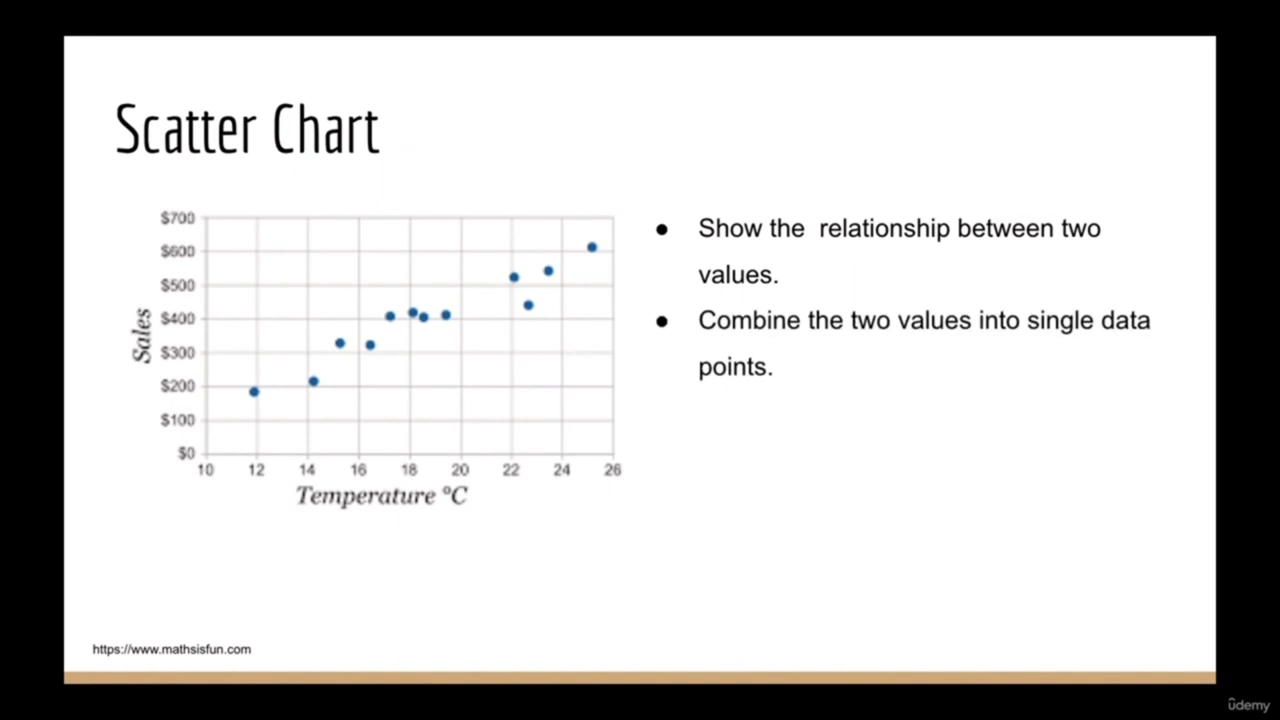 Scatter Chart
$700
$600
$500
$400
$300
$200
$100
$0
Sales
10 12 14 16 18 20 22 24 26
Temperature °C
● Show the relationship between two
values.
● Combine the two values into single data
points.
https://www.mathsisfun.com
ûdemy